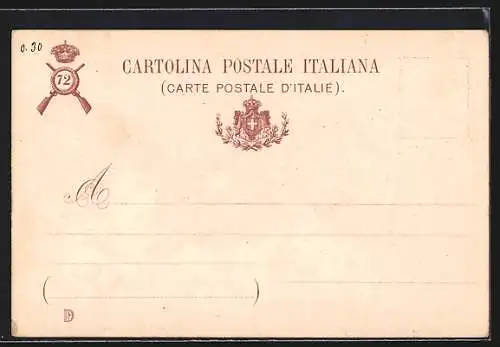 0.30
72
CARTOLINA POSTALE ITALIANA
(CARTE POSTALE D'ITALIE).
A
( )
D